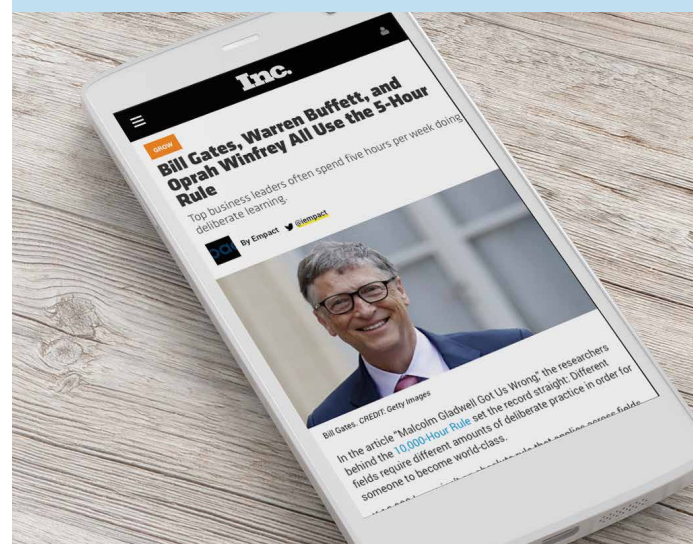 Inc.
GROW
Bill Gates, Warren Buffett, and
Oprah Winfrey All Use the 5-Hour
Rule
Top business leaders often spend five hours per week doing
deliberate learning.
By Empact @iempact
Bill Gates. CREDIT: Getty Images
In the article "Malcolm Gladwell Got Us Wrong," the researchers
behind the 10,000-Hour Rule set the record straight: Different
fields require different amounts of deliberate practice in order for
someone to become world-class.